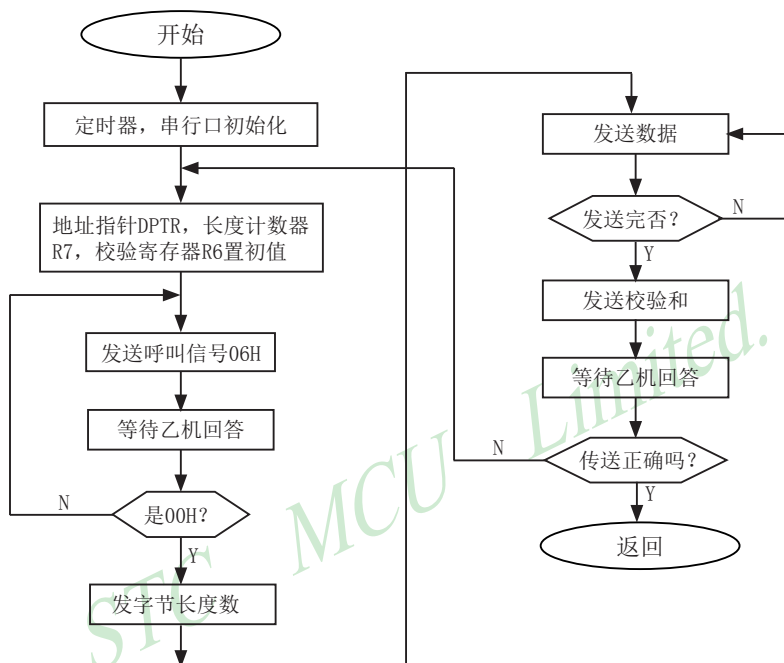 开始
定时器，串行口初始化
地址指针DPTR，长度计数器
R7，校验寄存器R6置初值
发送呼叫信号06H
等待乙机回答
N
是00H？
Y
发字节长度数
发送数据
发送完否？
N
Y
发送校验和
等待乙机回答
N
传送正确吗？
Y
返回
STC MCU Limited.